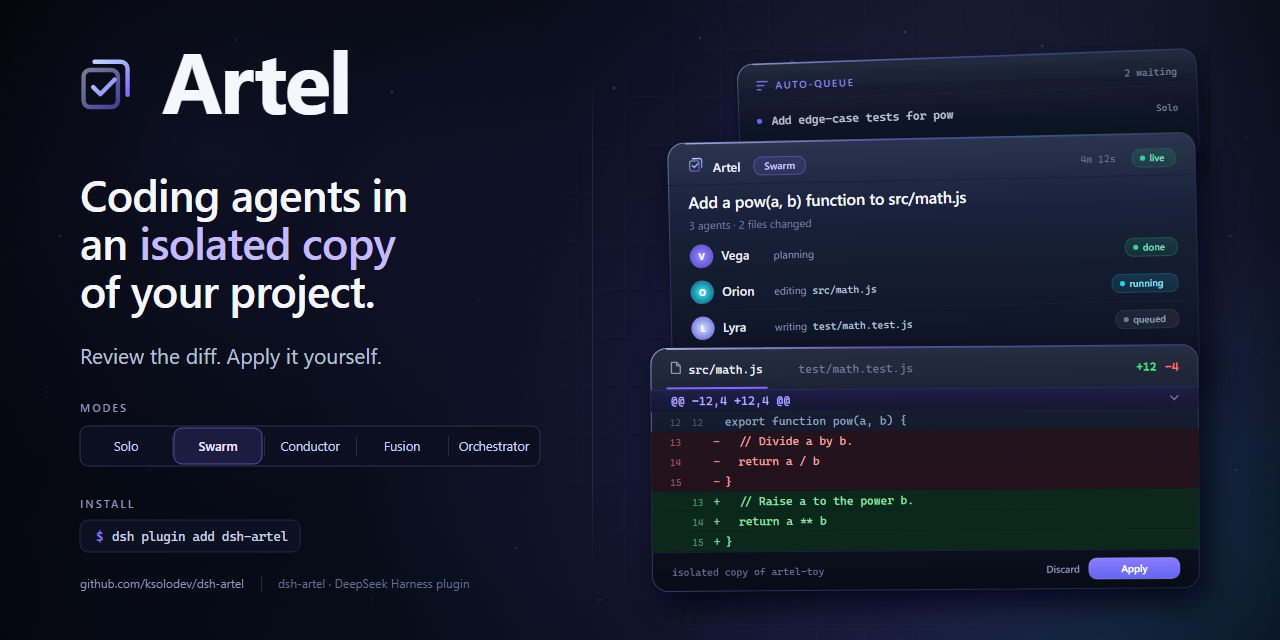 Artel
Coding agents in
an isolated copy
of your project.
Review the diff. Apply it yourself.
MODES
Solo Swarm Conductor Fusion Orchestrator
INSTALL
$ dsh plugin add dsh-artel
github.com/ksolodev/dsh-artel | dsh-artel · DeepSeek Harness plugin
AUTO-QUEUE 2 waiting
Add edge-case tests for pow Solo
Artel Swarm 4m 12s live
Add a pow(a, b) function to src/math.js
3 agents · 2 files changed
V Vega planning done
O Orion editing src/math.js running
L Lyra writing test/math.test.js queued
src/math.js test/math.test.js +12 −4
@@ −12,4 +12,4 @@
12 12 export function pow(a, b) {
13 − // Divide a by b.
14 − return a / b
15 − }
13 + // Raise a to the power b.
14 + return a ** b
15 + }
isolated copy of artel-toy Discard Apply